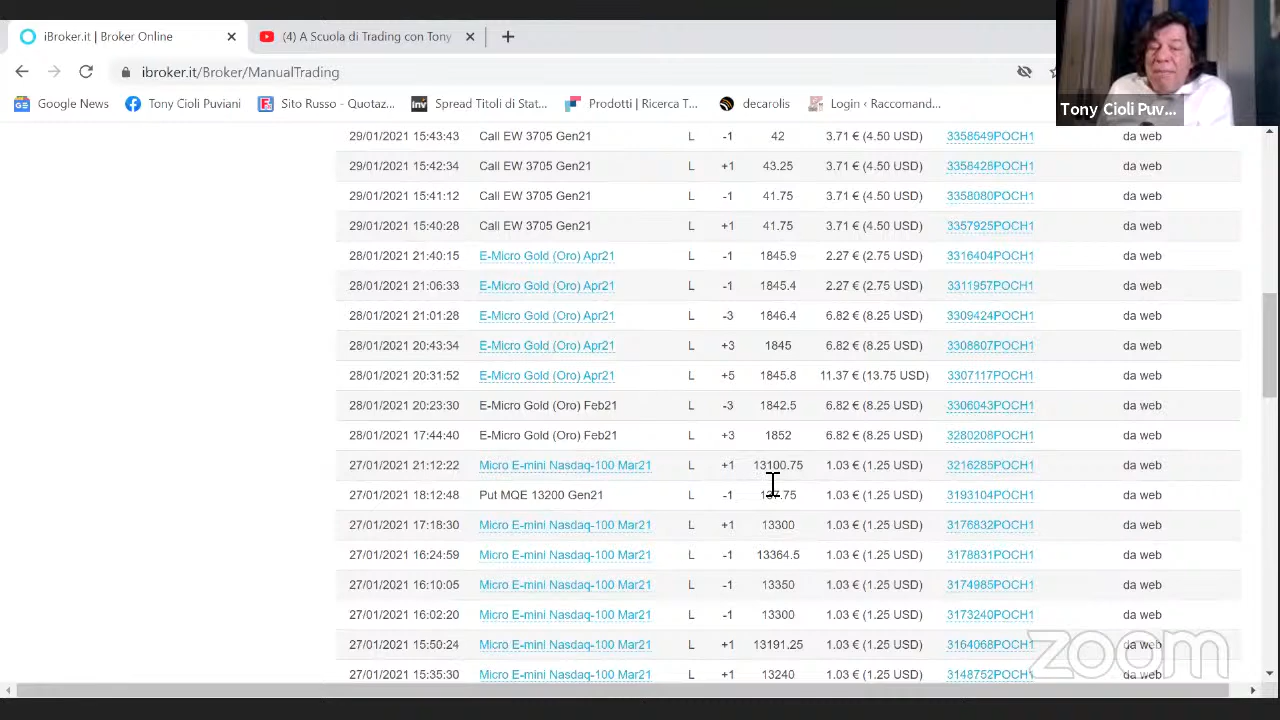 iBroker.it | Broker Online
(4) A Scuola di Trading con Tony
ibroker.it/Broker/ManualTrading
Google News Tony Cioli Puviani Sito Russo - Quotaz... Spread Titoli di Stat... Prodotti | Ricerca T... decarolis Login ‹ Raccomand...
Tony Cioli Puv...
29/01/2021 15:43:43 Call EW 3705 Gen21 L -1 42 3.71 € (4.50 USD) 3358549POCH1 da web
29/01/2021 15:42:34 Call EW 3705 Gen21 L +1 43.25 3.71 € (4.50 USD) 3358428POCH1 da web
29/01/2021 15:41:12 Call EW 3705 Gen21 L -1 41.75 3.71 € (4.50 USD) 3358080POCH1 da web
29/01/2021 15:40:28 Call EW 3705 Gen21 L +1 41.75 3.71 € (4.50 USD) 3357925POCH1 da web
28/01/2021 21:40:15 E-Micro Gold (Oro) Apr21 L -1 1845.9 2.27 € (2.75 USD) 3316404POCH1 da web
28/01/2021 21:06:33 E-Micro Gold (Oro) Apr21 L -1 1845.4 2.27 € (2.75 USD) 3311957POCH1 da web
28/01/2021 21:01:28 E-Micro Gold (Oro) Apr21 L -3 1846.4 6.82 € (8.25 USD) 3309424POCH1 da web
28/01/2021 20:43:34 E-Micro Gold (Oro) Apr21 L +3 1845 6.82 € (8.25 USD) 3308807POCH1 da web
28/01/2021 20:31:52 E-Micro Gold (Oro) Apr21 L +5 1845.8 11.37 € (13.75 USD) 3307117POCH1 da web
28/01/2021 20:23:30 E-Micro Gold (Oro) Feb21 L -3 1842.5 6.82 € (8.25 USD) 3306043POCH1 da web
28/01/2021 17:44:40 E-Micro Gold (Oro) Feb21 L +3 1852 6.82 € (8.25 USD) 3280208POCH1 da web
27/01/2021 21:12:22 Micro E-mini Nasdaq-100 Mar21 L +1 13100.75 1.03 € (1.25 USD) 3216285POCH1 da web
27/01/2021 18:12:48 Put MQE 13200 Gen21 L -1 1.03 € (1.25 USD) 3193104POCH1 da web
27/01/2021 17:18:30 Micro E-mini Nasdaq-100 Mar21 L +1 13300 1.03 € (1.25 USD) 3176832POCH1 da web
27/01/2021 16:24:59 Micro E-mini Nasdaq-100 Mar21 L -1 13364.5 1.03 € (1.25 USD) 3178831POCH1 da web
27/01/2021 16:10:05 Micro E-mini Nasdaq-100 Mar21 L -1 13350 1.03 € (1.25 USD) 3174985POCH1 da web
27/01/2021 16:02:20 Micro E-mini Nasdaq-100 Mar21 L -1 13300 1.03 € (1.25 USD) 3173240POCH1 da web
27/01/2021 15:50:24 Micro E-mini Nasdaq-100 Mar21 L +1 13191.25 1.03 € (1.25 USD) 3164068POCH1 da web
27/01/2021 15:35:30 Micro E-mini Nasdaq-100 Mar21 L +1 13240 1.03 € (1.25 USD) 3148752POCH1 da web
zoom